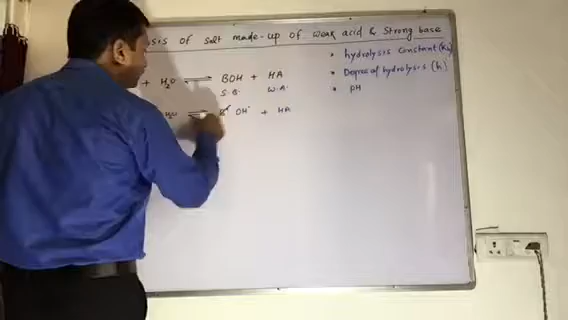 sis of salt made-up of weak acid & strong base
• hydrolysis constant (Kh)
• Degree of hydrolysis (h)
• pH
+ H₂O ⇌ BOH + HA
S.B. W.A.
H₂O ⇌ OH⁻ + HA